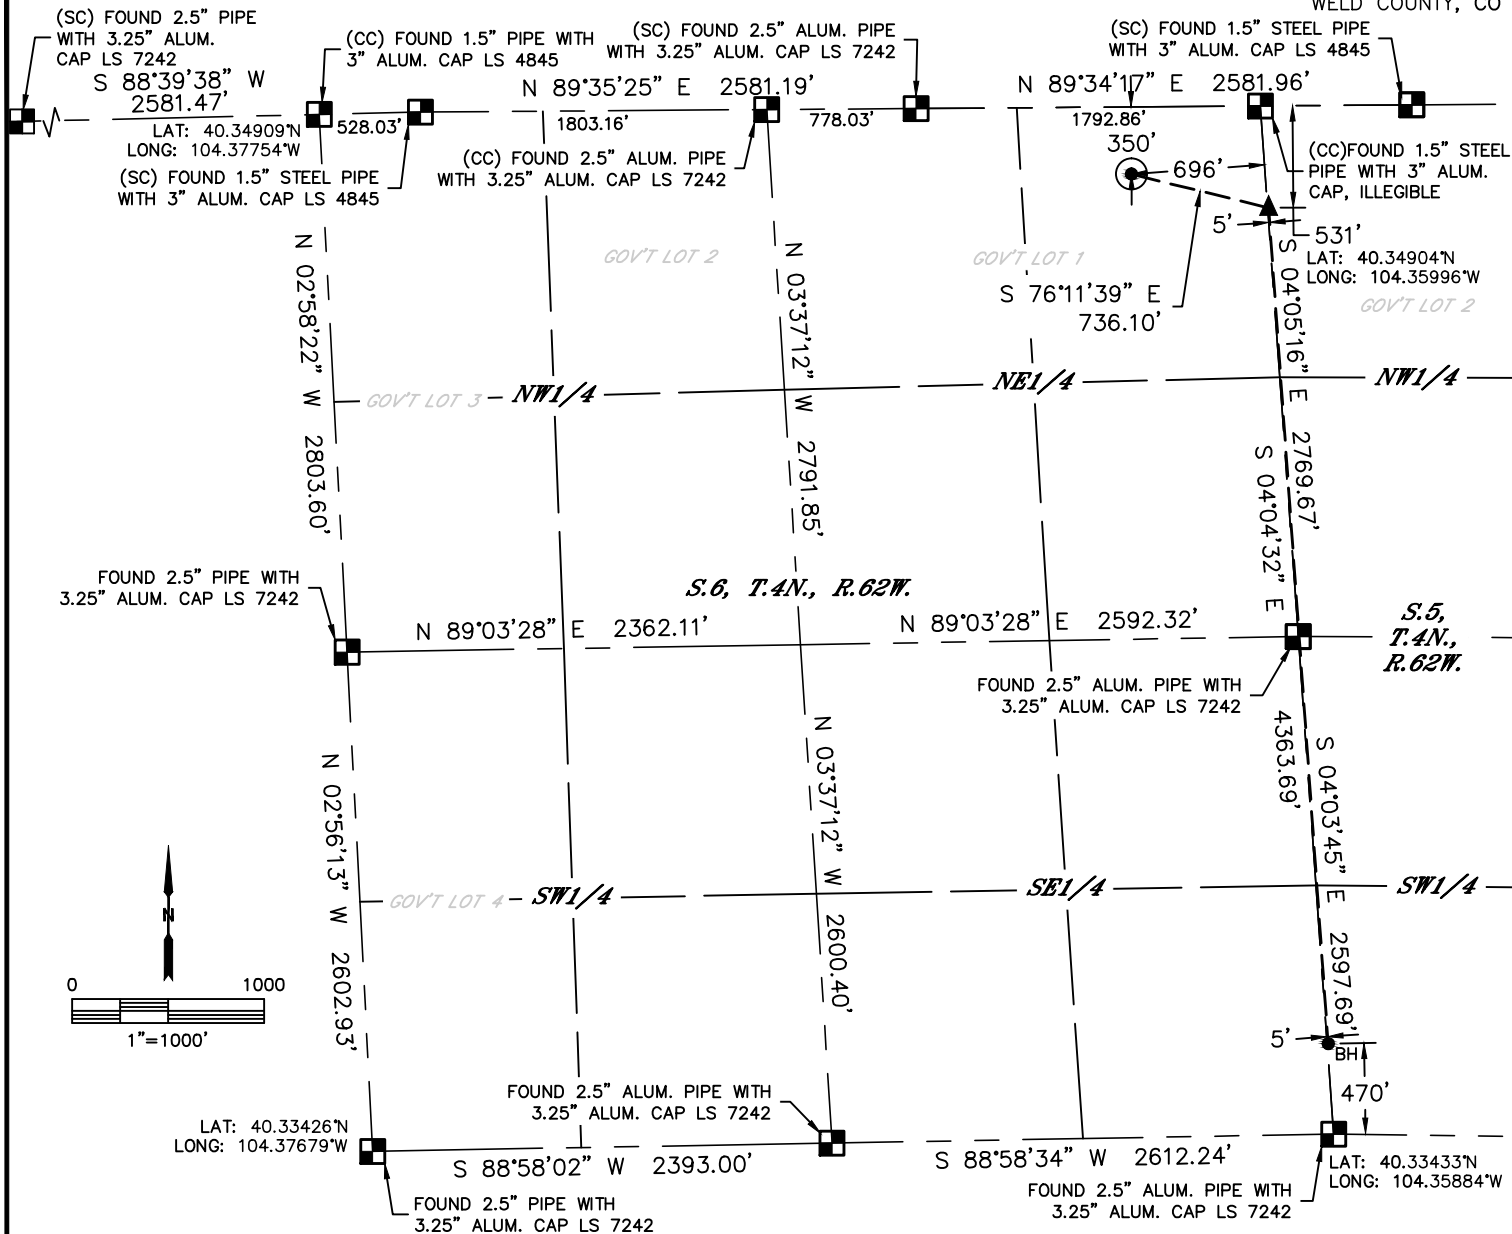 WELD COUNTY, CO
(SC) FOUND 2.5" PIPE
WITH 3.25" ALUM.
CAP LS 7242
S 88°39'38" W
2581.47'
(CC) FOUND 1.5" PIPE WITH
3" ALUM. CAP LS 4845
(SC) FOUND 2.5" ALUM. PIPE
WITH 3.25" ALUM. CAP LS 7242
(SC) FOUND 1.5" STEEL PIPE
WITH 3" ALUM. CAP LS 4845
N 89°35'25" E 2581.19'
N 89°34'17" E 2581.96'
LAT: 40.34909°N
LONG: 104.37754°W
528.03'
1803.16'
778.03'
1792.86'
350'
(SC) FOUND 1.5" STEEL PIPE
WITH 3" ALUM. CAP LS 4845
(CC) FOUND 2.5" ALUM. PIPE
WITH 3.25" ALUM. CAP LS 7242
696'
(CC)FOUND 1.5" STEEL
PIPE WITH 3" ALUM.
CAP, ILLEGIBLE
5'
531'
LAT: 40.34904°N
LONG: 104.35996°W
GOV'T LOT 2
GOV'T LOT 1
GOV'T LOT 2
S 76°11'39" E
736.10'
N 02°58'22" W 2803.60'
N 03°37'12" W 2791.85'
S 04°05'16" E 2769.67'
GOV'T LOT 3
NW1/4
NE1/4
NW1/4
S 04°04'32" E
4363.69'
FOUND 2.5" PIPE WITH
3.25" ALUM. CAP LS 7242
S.6, T.4N., R.62W.
S.5,
T.4N.,
R.62W.
N 89°03'28" E 2362.11'
N 89°03'28" E 2592.32'
FOUND 2.5" ALUM. PIPE WITH
3.25" ALUM. CAP LS 7242
N 02°56'13" W 2602.93'
N 03°37'12" W 2600.40'
S 04°03'45" E 2597.69'
GOV'T LOT 4
SW1/4
SE1/4
SW1/4
N
0 1000
1"=1000'
5'
BH
470'
FOUND 2.5" ALUM. PIPE WITH
3.25" ALUM. CAP LS 7242
LAT: 40.33426°N
LONG: 104.37679°W
S 88°58'02" W 2393.00'
S 88°58'34" W 2612.24'
LAT: 40.33433°N
LONG: 104.35884°W
FOUND 2.5" PIPE WITH
3.25" ALUM. CAP LS 7242
FOUND 2.5" ALUM. PIPE WITH
3.25" ALUM. CAP LS 7242